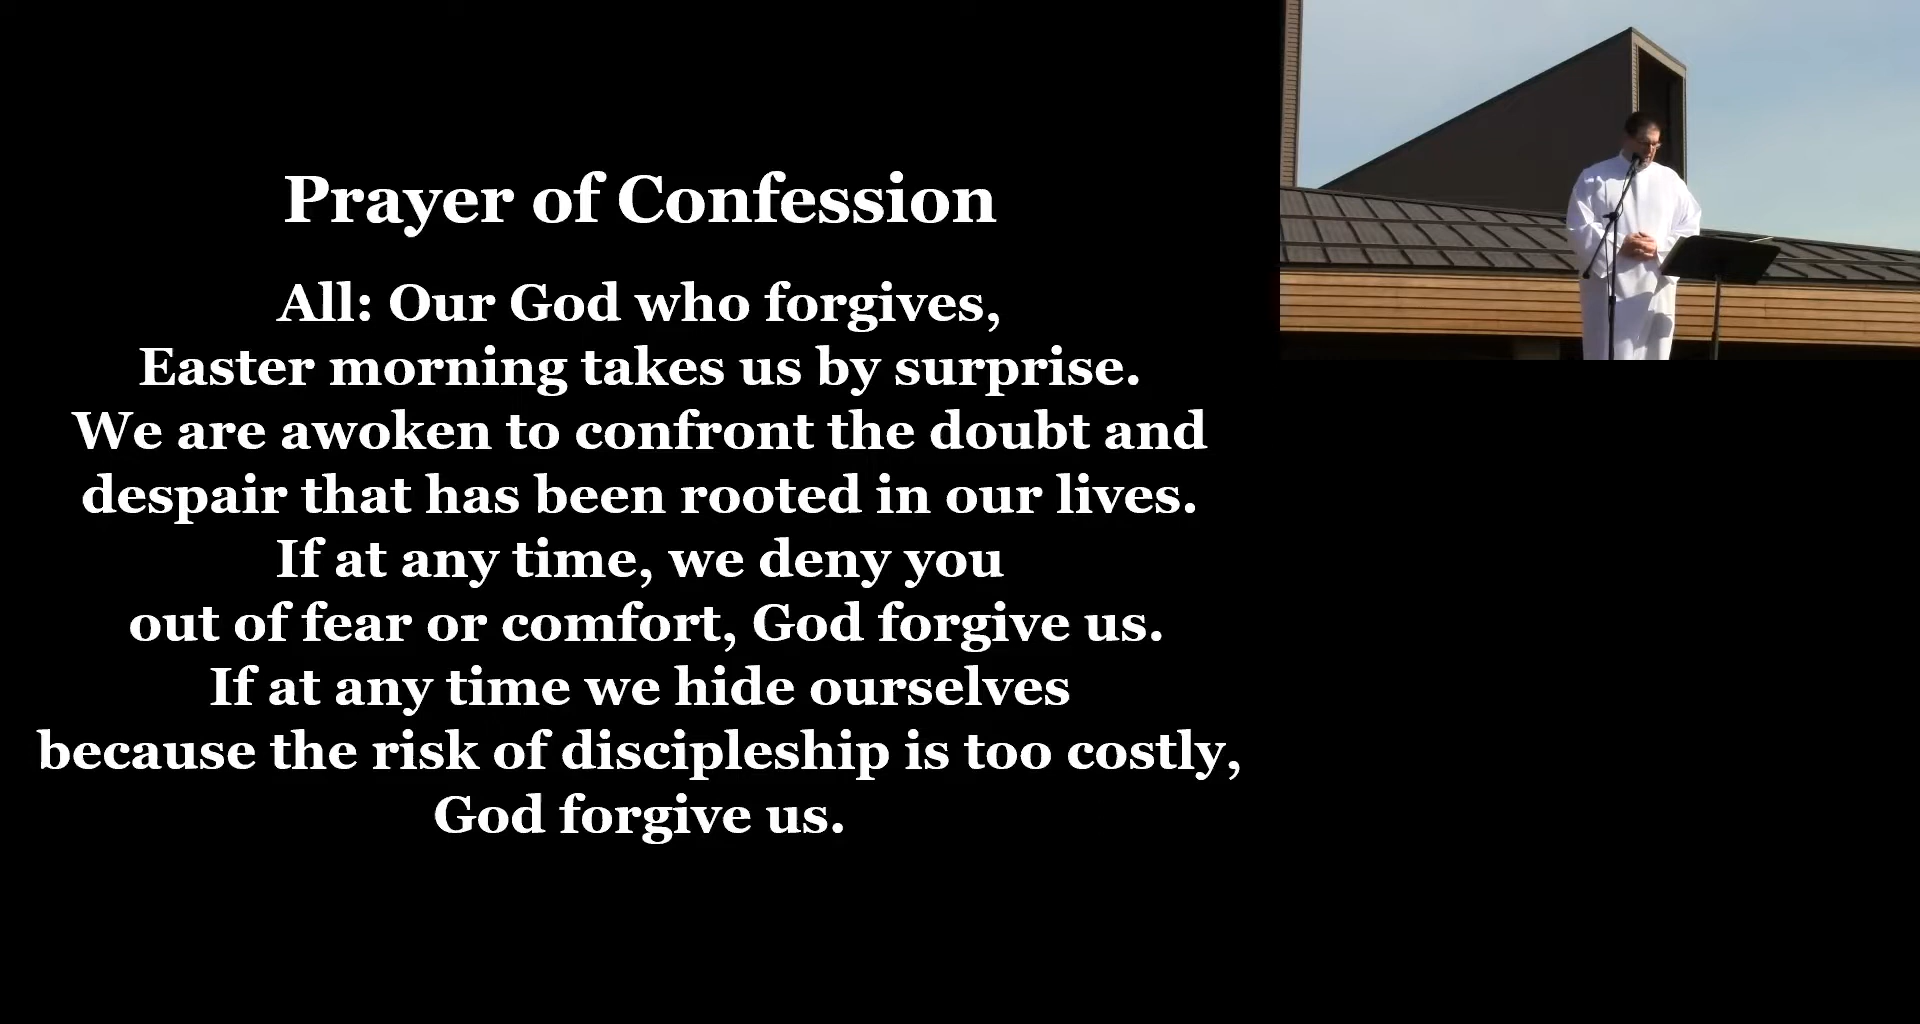 Prayer of Confession
All: Our God who forgives,
Easter morning takes us by surprise.
We are awoken to confront the doubt and
despair that has been rooted in our lives.
If at any time, we deny you
out of fear or comfort, God forgive us.
If at any time we hide ourselves
because the risk of discipleship is too costly,
God forgive us.